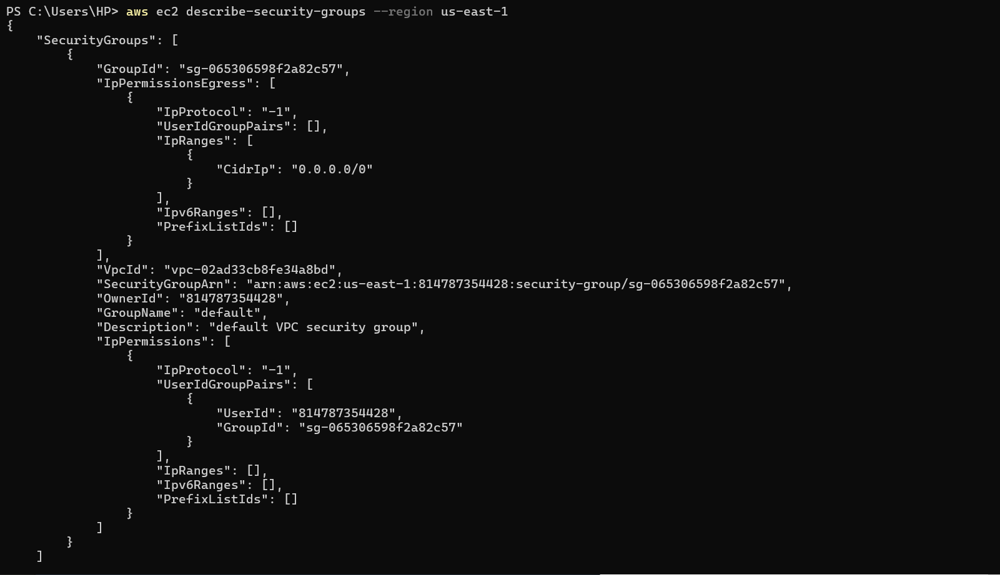 PS C:\Users\HP> aws ec2 describe-security-groups --region us-east-1
{
    "SecurityGroups": [
        {
            "GroupId": "sg-065306598f2a82c57",
            "IpPermissionsEgress": [
                {
                    "IpProtocol": "-1",
                    "UserIdGroupPairs": [],
                    "IpRanges": [
                        {
                            "CidrIp": "0.0.0.0/0"
                        }
                    ],
                    "Ipv6Ranges": [],
                    "PrefixListIds": []
                }
            ],
            "VpcId": "vpc-02ad33cb8fe34a8bd",
            "SecurityGroupArn": "arn:aws:ec2:us-east-1:814787354428:security-group/sg-065306598f2a82c57",
            "OwnerId": "814787354428",
            "GroupName": "default",
            "Description": "default VPC security group",
            "IpPermissions": [
                {
                    "IpProtocol": "-1",
                    "UserIdGroupPairs": [
                        {
                            "UserId": "814787354428",
                            "GroupId": "sg-065306598f2a82c57"
                        }
                    ],
                    "IpRanges": [],
                    "Ipv6Ranges": [],
                    "PrefixListIds": []
                }
            ]
        }
    ]